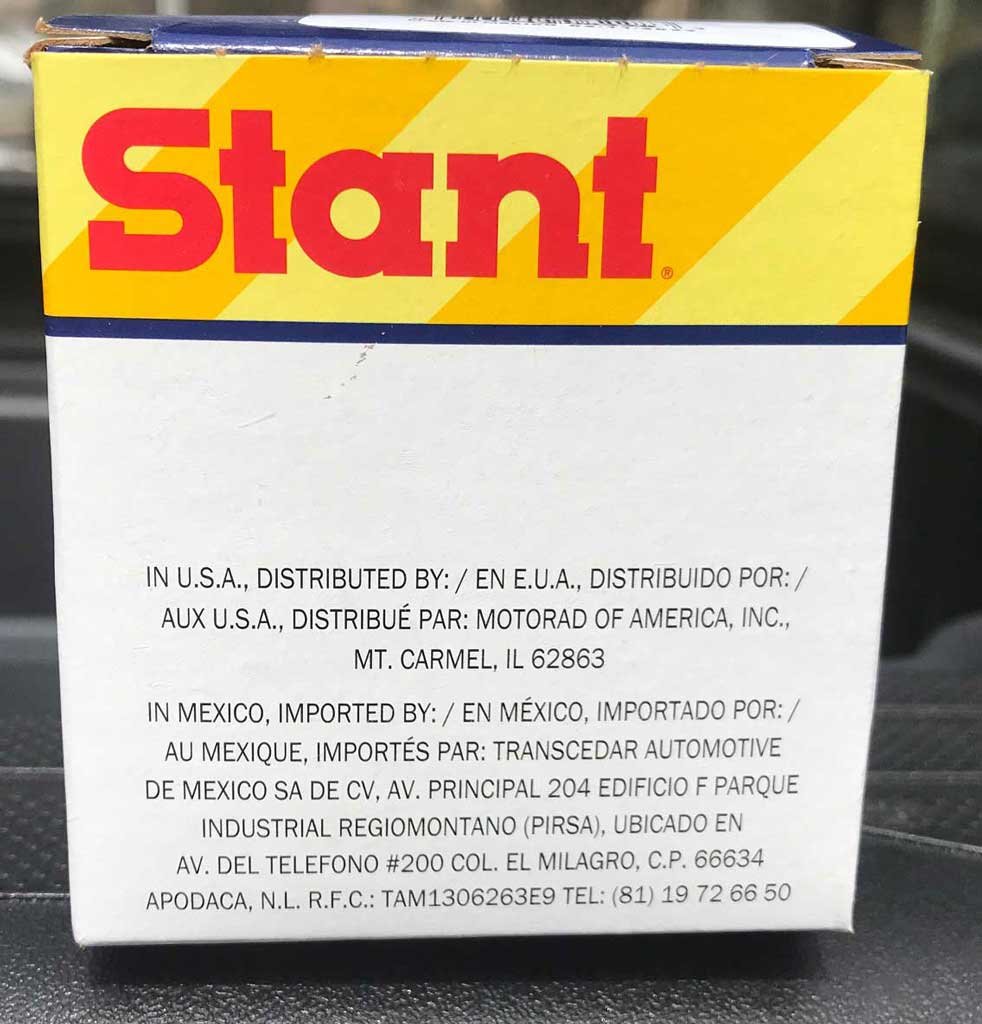 Stant®
IN U.S.A., DISTRIBUTED BY: / EN E.U.A., DISTRIBUIDO POR: /
AUX U.S.A., DISTRIBUÉ PAR: MOTORAD OF AMERICA, INC.,
MT. CARMEL, IL 62863
IN MEXICO, IMPORTED BY: / EN MÉXICO, IMPORTADO POR: /
AU MEXIQUE, IMPORTÉS PAR: TRANSCEDAR AUTOMOTIVE
DE MEXICO SA DE CV, AV. PRINCIPAL 204 EDIFICIO F PARQUE
INDUSTRIAL REGIOMONTANO (PIRSA), UBICADO EN
AV. DEL TELEFONO #200 COL. EL MILAGRO, C.P. 66634
APODACA, N.L. R.F.C.: TAM1306263E9 TEL: (81) 19 72 66 50